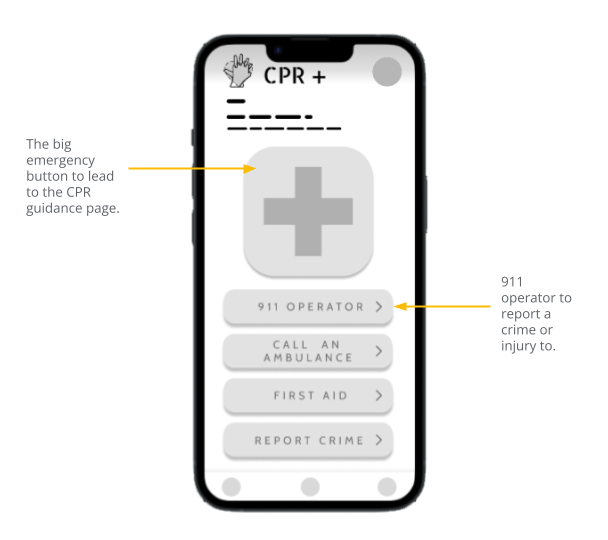 CPR +
The big
emergency
button to lead
to the CPR
guidance page.
911 OPERATOR
911
operator to
report a
crime or
injury to.
CALL AN
AMBULANCE
FIRST AID
REPORT CRIME